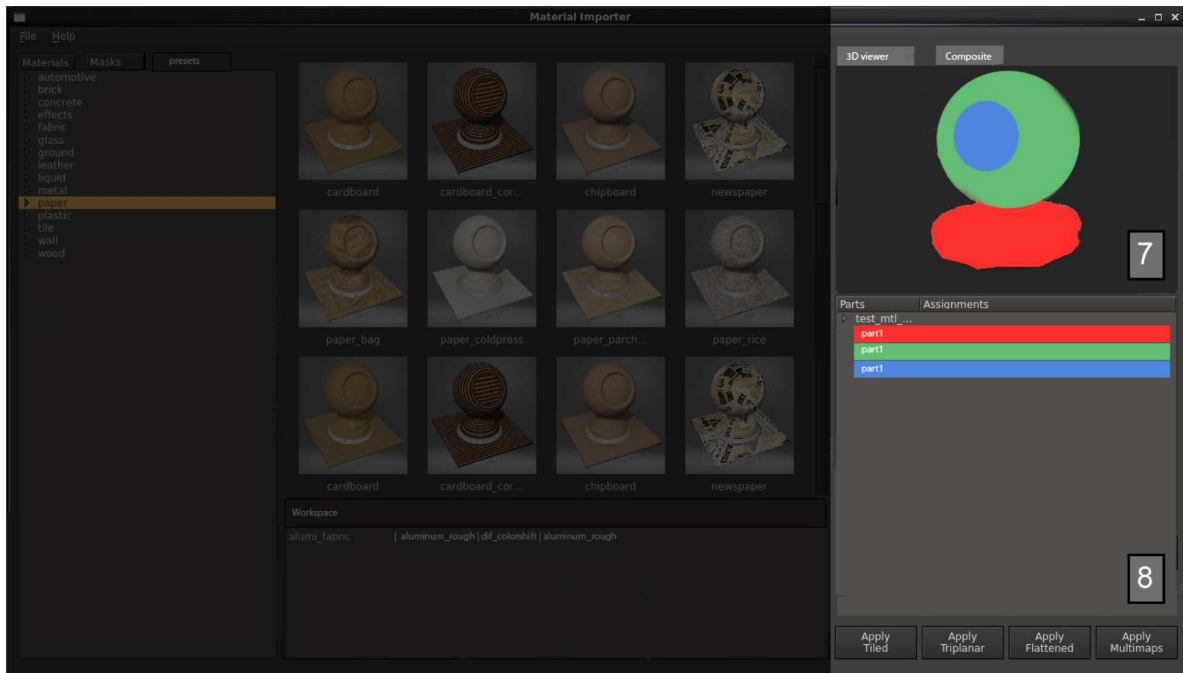 Material Importer
File Help
Materials Masks presets
automotive
brick
concrete
effects
fabric
glass
ground
leather
liquid
metal
paper
plastic
tile
wall
wood
cardboard cardboard_cor... chipboard newspaper
paper_bag paper_coldpress paper_parch... paper_rice
cardboard cardboard_cor... chipboard newspaper
Workspace
alumi_fabric | aluminum_rough | dif_colorshift | aluminum_rough
3D viewer Composite
7
Parts Assignments
test_mtl_...
part1
part1
part1
8
Apply Tiled
Apply Triplanar
Apply Flattened
Apply Multimaps